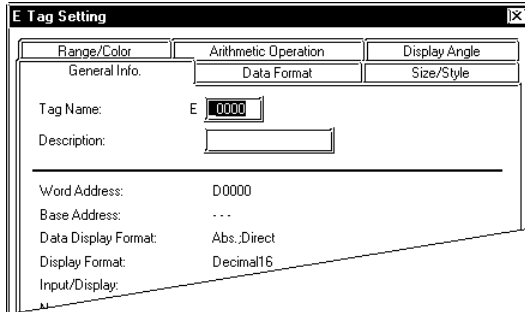 E Tag Setting
Range/Color Arithmetic Operation Display Angle
General Info. Data Format Size/Style
Tag Name: E 0000
Description:
Word Address: D0000
Base Address: - - -
Data Display Format: Abs.;Direct
Display Format: Decimal16
Input/Display: